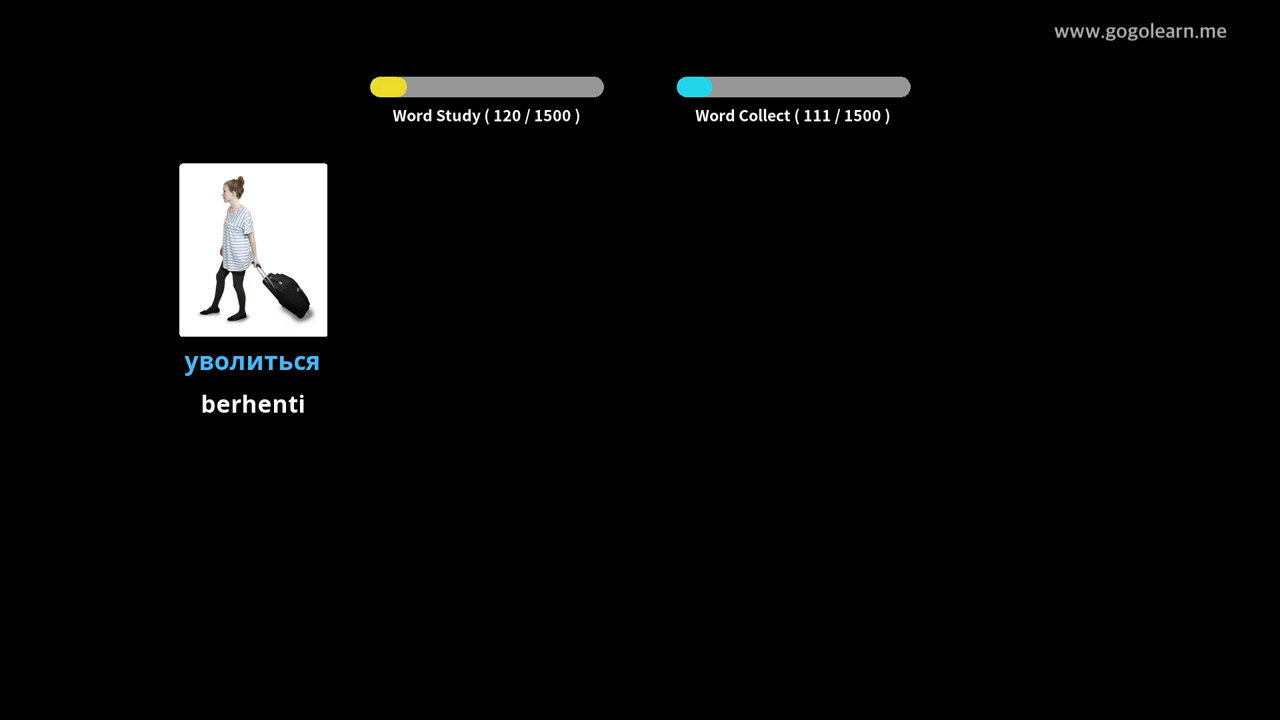 www.gogolearn.me
Word Study ( 120 / 1500 )
Word Collect ( 111 / 1500 )
уволиться
berhenti